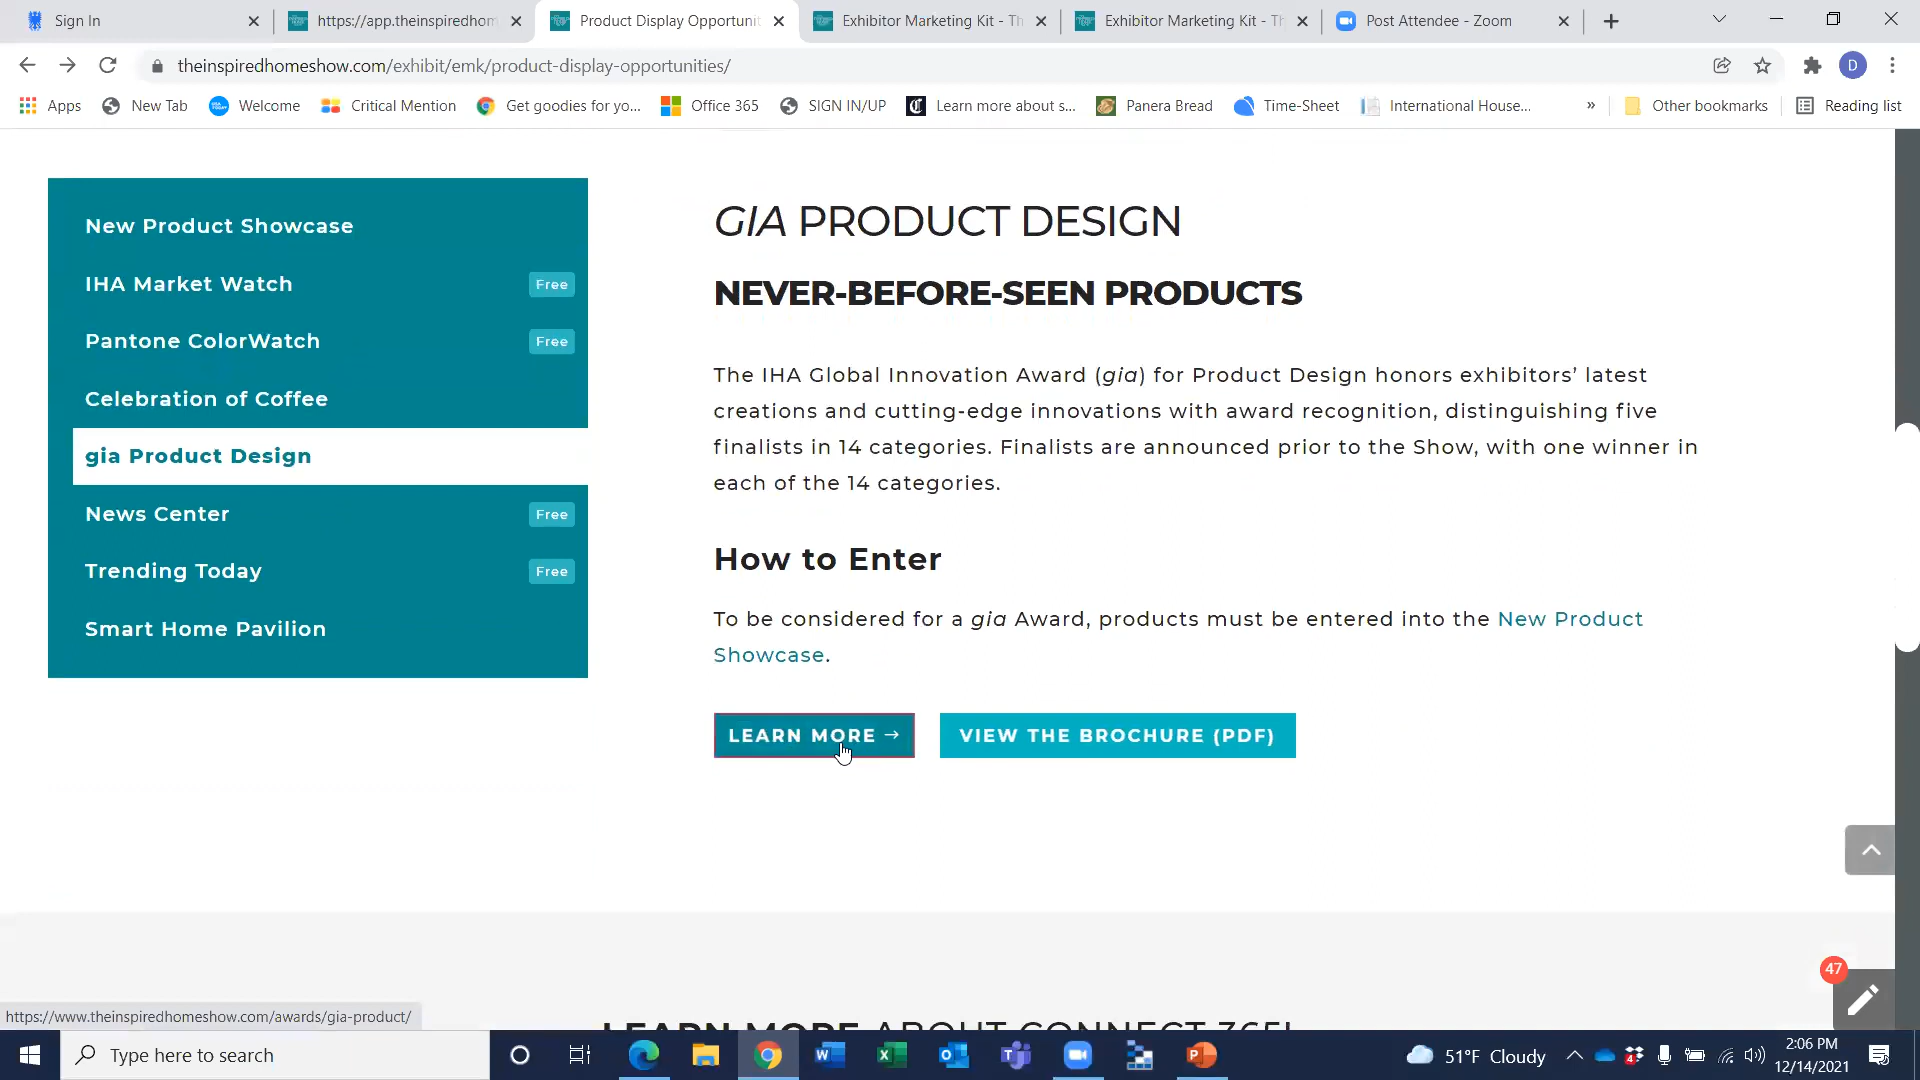 Sign In
https://app.theinspiredhom
Product Display Opportunit
Exhibitor Marketing Kit - Th
Exhibitor Marketing Kit - Th
Post Attendee - Zoom
theinspiredhomeshow.com/exhibit/emk/product-display-opportunities/
D
Apps
New Tab
Welcome
Critical Mention
Get goodies for yo...
Office 365
SIGN IN/UP
Learn more about s...
Panera Bread
Time-Sheet
International House...
»
Other bookmarks
Reading list
New Product Showcase
IHA Market Watch Free
Pantone ColorWatch Free
Celebration of Coffee
gia Product Design
News Center Free
Trending Today Free
Smart Home Pavilion
GIA PRODUCT DESIGN
NEVER-BEFORE-SEEN PRODUCTS
The IHA Global Innovation Award (gia) for Product Design honors exhibitors’ latest
creations and cutting-edge innovations with award recognition, distinguishing five
finalists in 14 categories. Finalists are announced prior to the Show, with one winner in
each of the 14 categories.
How to Enter
To be considered for a gia Award, products must be entered into the New Product
Showcase.
LEARN MORE →
VIEW THE BROCHURE (PDF)
47
LEARN MORE ABOUT CONNECT 365!
https://www.theinspiredhomeshow.com/awards/gia-product/
Type here to search
51°F Cloudy
4
2:06 PM
12/14/2021